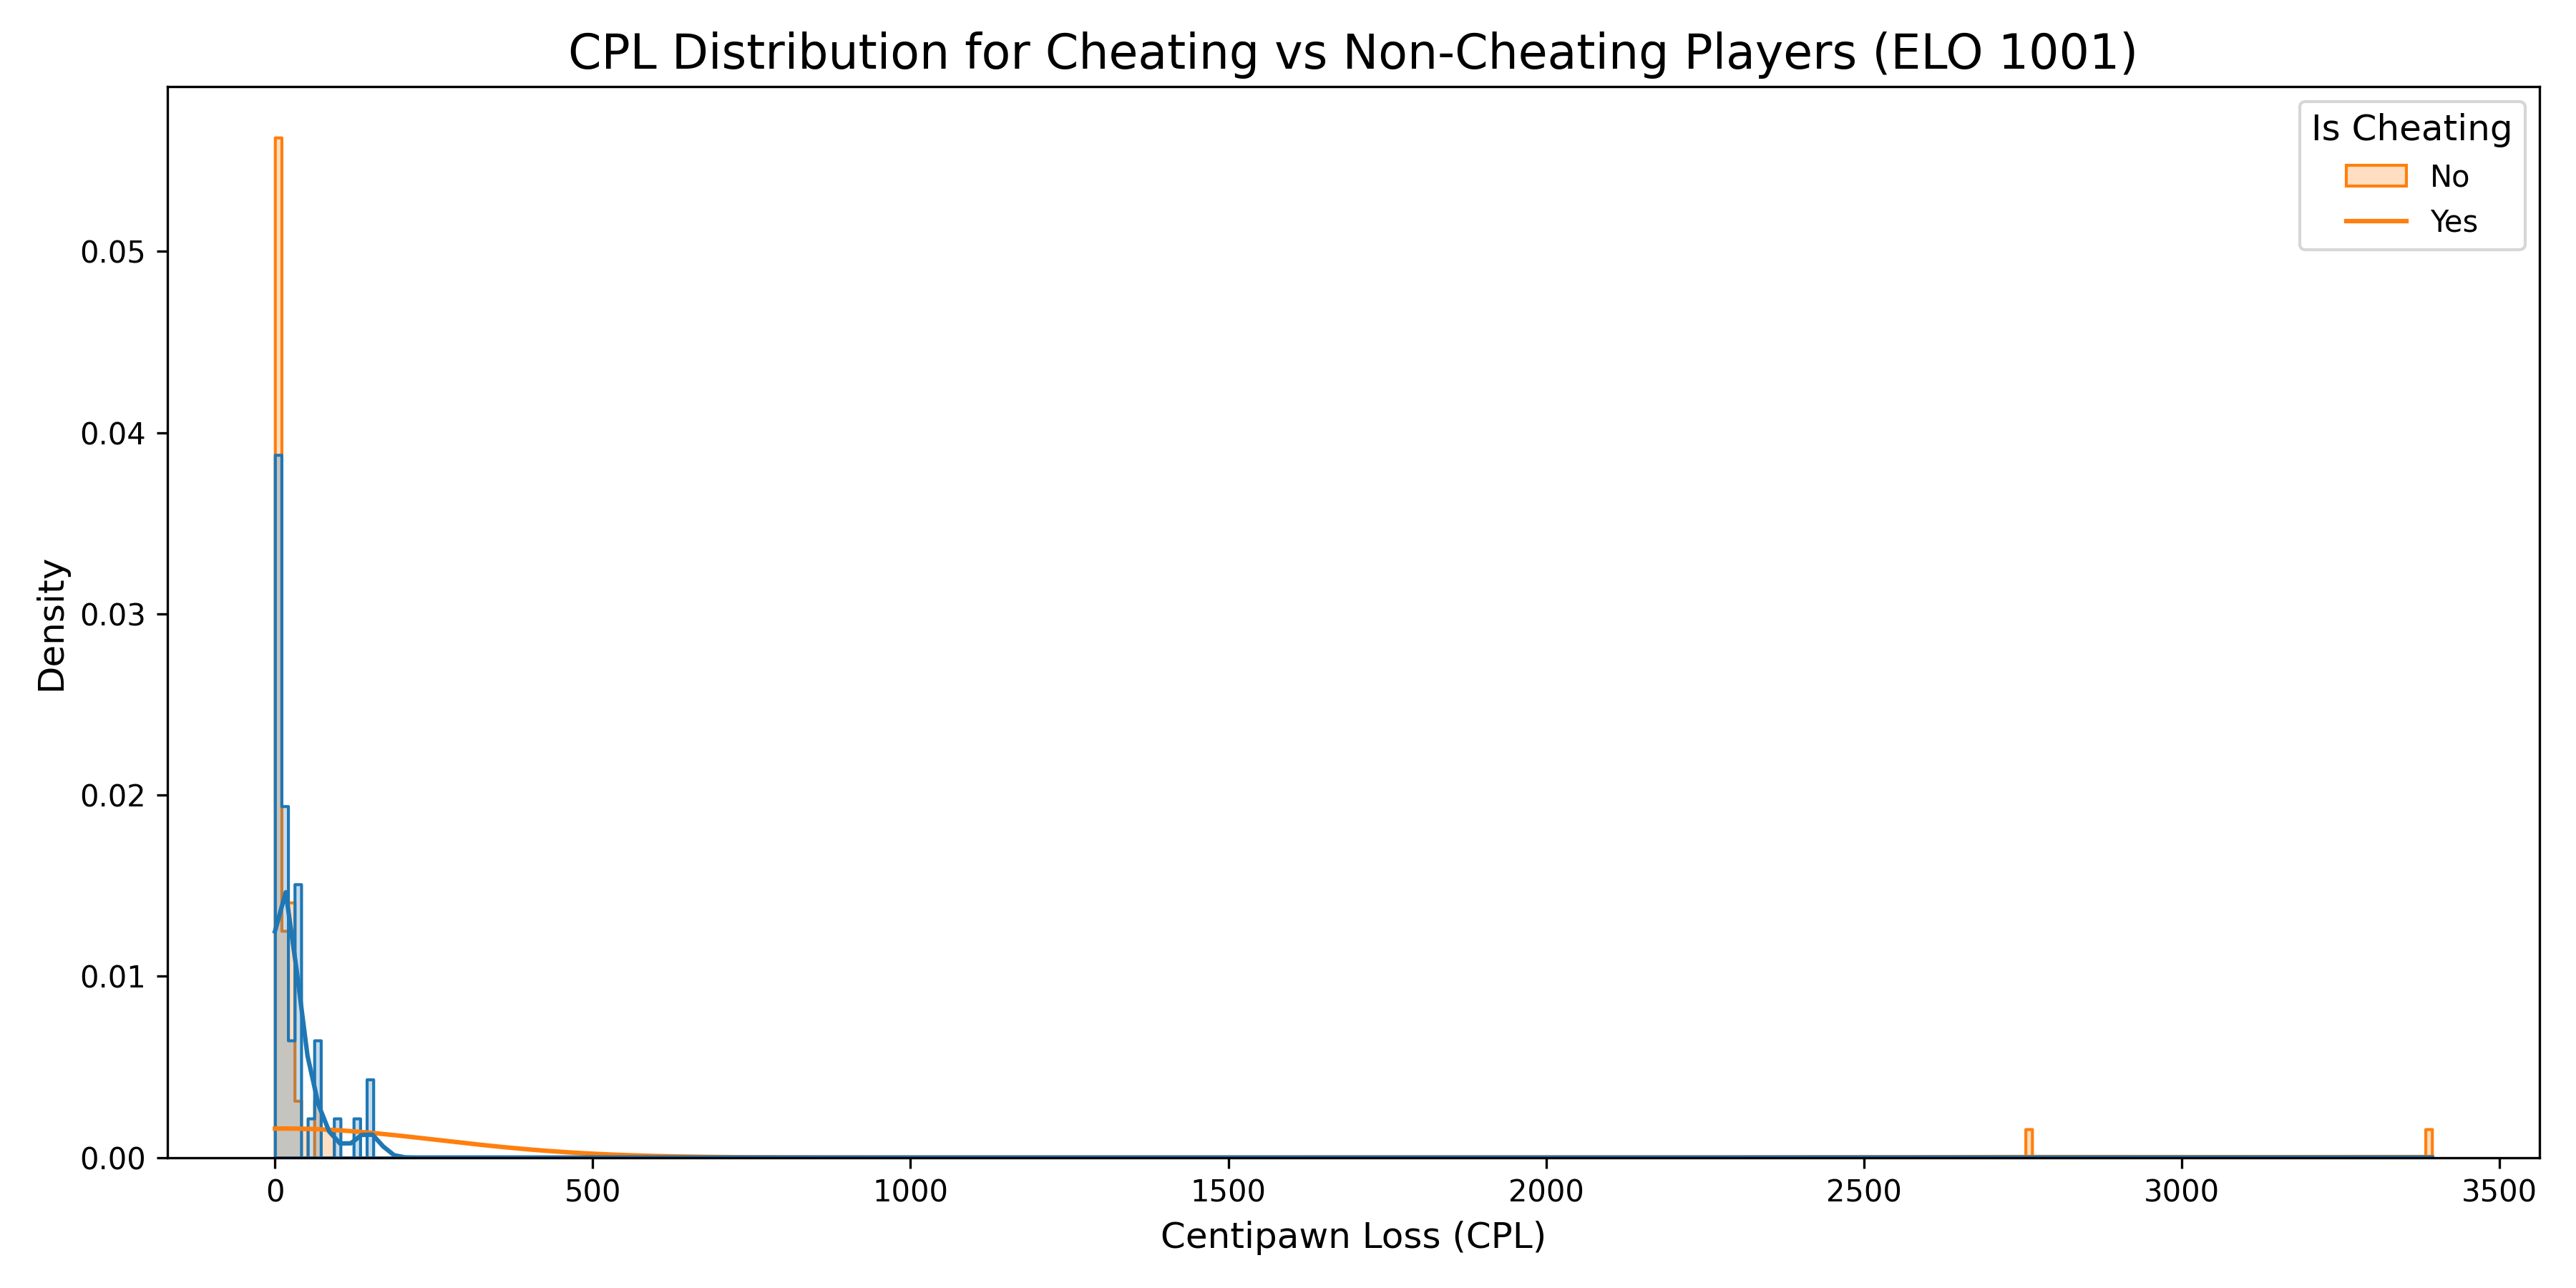 CPL Distribution for Cheating vs Non-Cheating Players (ELO 1001)
Is Cheating
No
Yes
Density
0.05
0.04
0.03
0.02
0.01
0.00
0 500 1000 1500 2000 2500 3000 3500
Centipawn Loss (CPL)